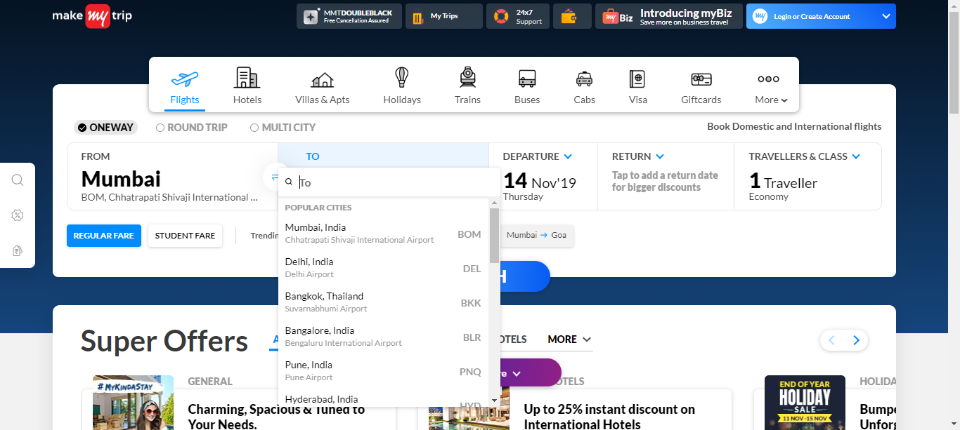 make my trip
MMTDOUBLEBLACK
Free Cancellation Assured
My Trips
24x7
Support
my Biz
Introducing myBiz
Save more on business travel
my
Login or Create Account
Flights
Hotels
Villas & Apts
Holidays
Trains
Buses
Cabs
Visa
Giftcards
More
ONEWAY
ROUND TRIP
MULTI CITY
Book Domestic and International flights
FROM
Mumbai
BOM, Chhatrapati Shivaji International ...
TO
DEPARTURE
14 Nov'19
Thursday
RETURN
Tap to add a return date
for bigger discounts
TRAVELLERS & CLASS
1 Traveller
Economy
To
POPULAR CITIES
Mumbai, India
Chhatrapati Shivaji International Airport
BOM
Delhi, India
Delhi Airport
DEL
Bangkok, Thailand
Suvarnabhumi Airport
BKK
Bangalore, India
Bengaluru International Airport
BLR
Pune, India
Pune Airport
PNQ
Hyderabad, India
HYD
REGULAR FARE
STUDENT FARE
Mumbai → Goa
H
Super Offers
MORE
#MYKINDASTAY
GENERAL
Charming, Spacious & Tuned to
Your Needs.
Up to 25% instant discount on
International Hotels
END OF YEAR
HOLIDAY
SALE
11 NOV -15 NOV